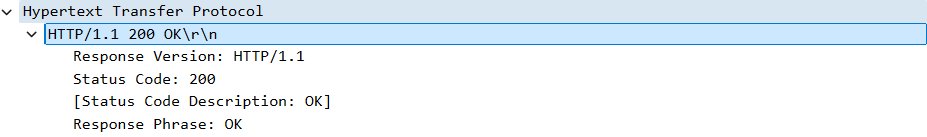 Hypertext Transfer Protocol
HTTP/1.1 200 OK\r\n
Response Version: HTTP/1.1
Status Code: 200
[Status Code Description: OK]
Response Phrase: OK